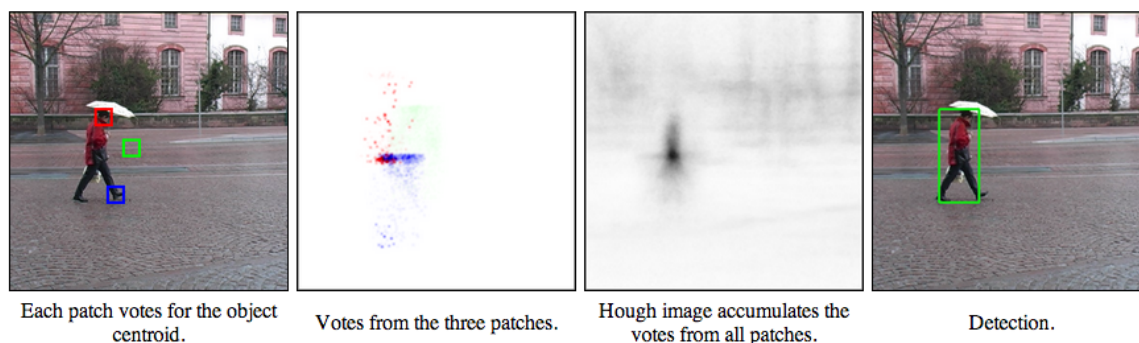 Each patch votes for the object
centroid.
Votes from the three patches.
Hough image accumulates the
votes from all patches.
Detection.